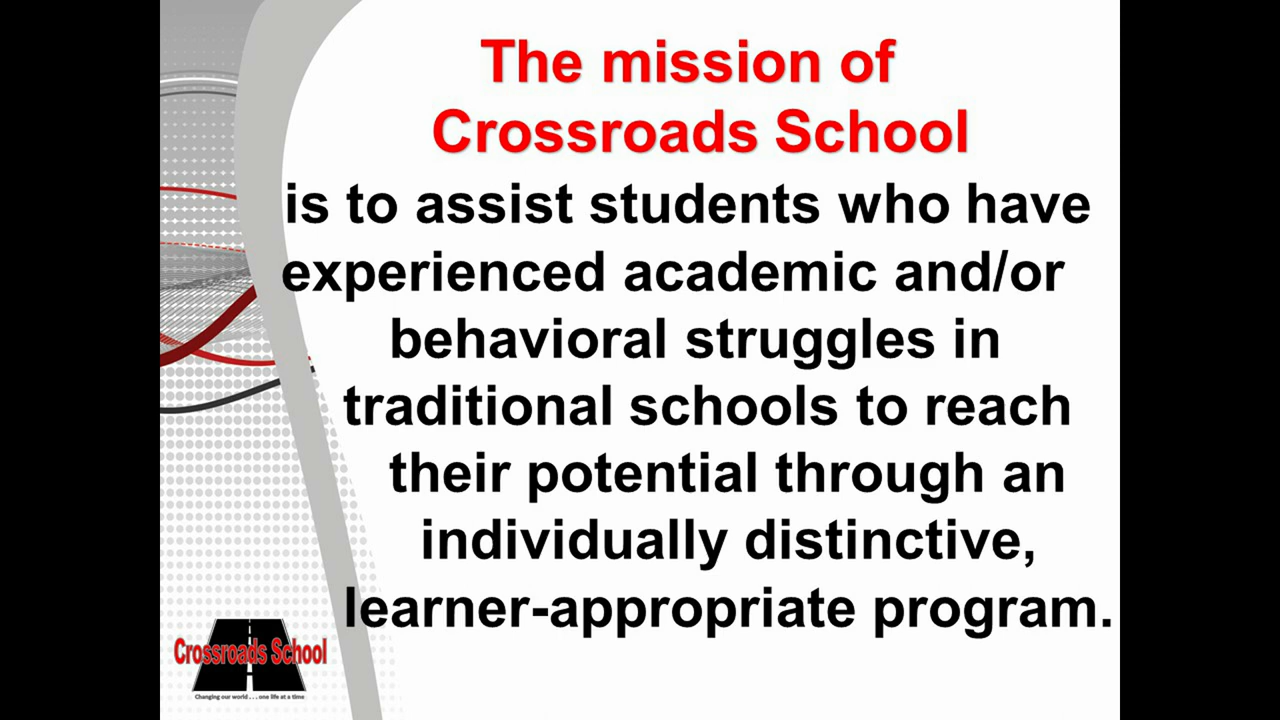 The mission of
Crossroads School
is to assist students who have
experienced academic and/or
behavioral struggles in
traditional schools to reach
their potential through an
individually distinctive,
learner-appropriate program.
Crossroads School
Changing our world . . . one life at a time